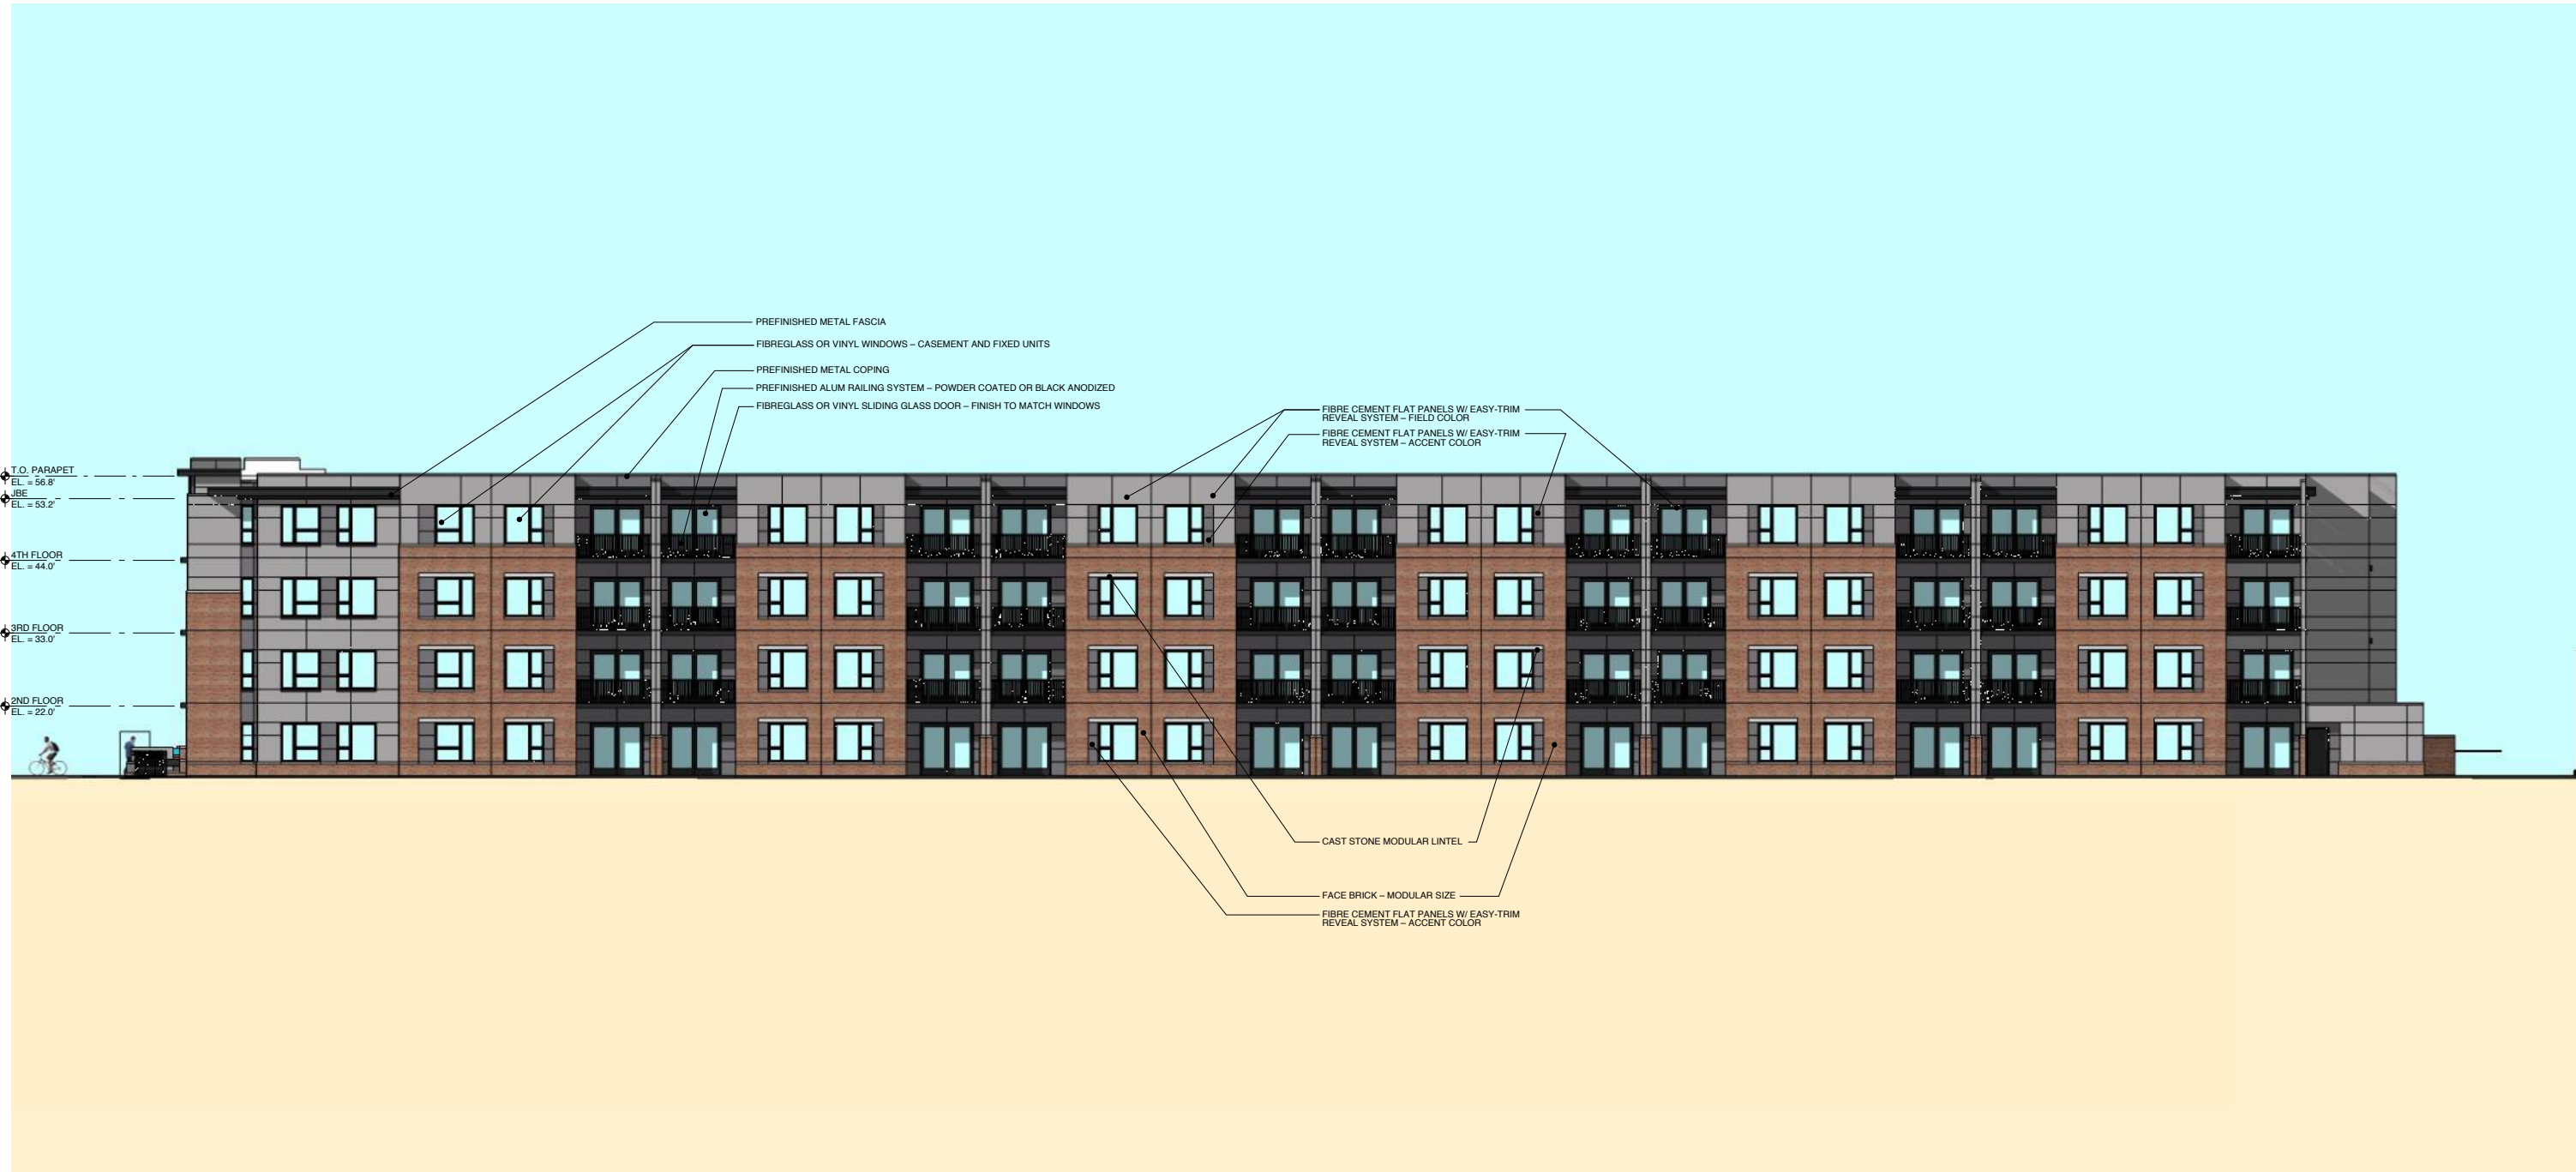 PREFINISHED METAL FASCIA
FIBREGLASS OR VINYL WINDOWS – CASEMENT AND FIXED UNITS
PREFINISHED METAL COPING
PREFINISHED ALUM RAILING SYSTEM – POWDER COATED OR BLACK ANODIZED
FIBREGLASS OR VINYL SLIDING GLASS DOOR – FINISH TO MATCH WINDOWS
FIBRE CEMENT FLAT PANELS W/ EASY-TRIM
REVEAL SYSTEM – FIELD COLOR
FIBRE CEMENT FLAT PANELS W/ EASY-TRIM
REVEAL SYSTEM – ACCENT COLOR
T.O. PARAPET
EL. = 56.8'
JBE
EL. = 53.2'
4TH FLOOR
EL. = 44.0'
3RD FLOOR
EL. = 33.0'
2ND FLOOR
EL. = 22.0'
CAST STONE MODULAR LINTEL
FACE BRICK – MODULAR SIZE
FIBRE CEMENT FLAT PANELS W/ EASY-TRIM
REVEAL SYSTEM – ACCENT COLOR